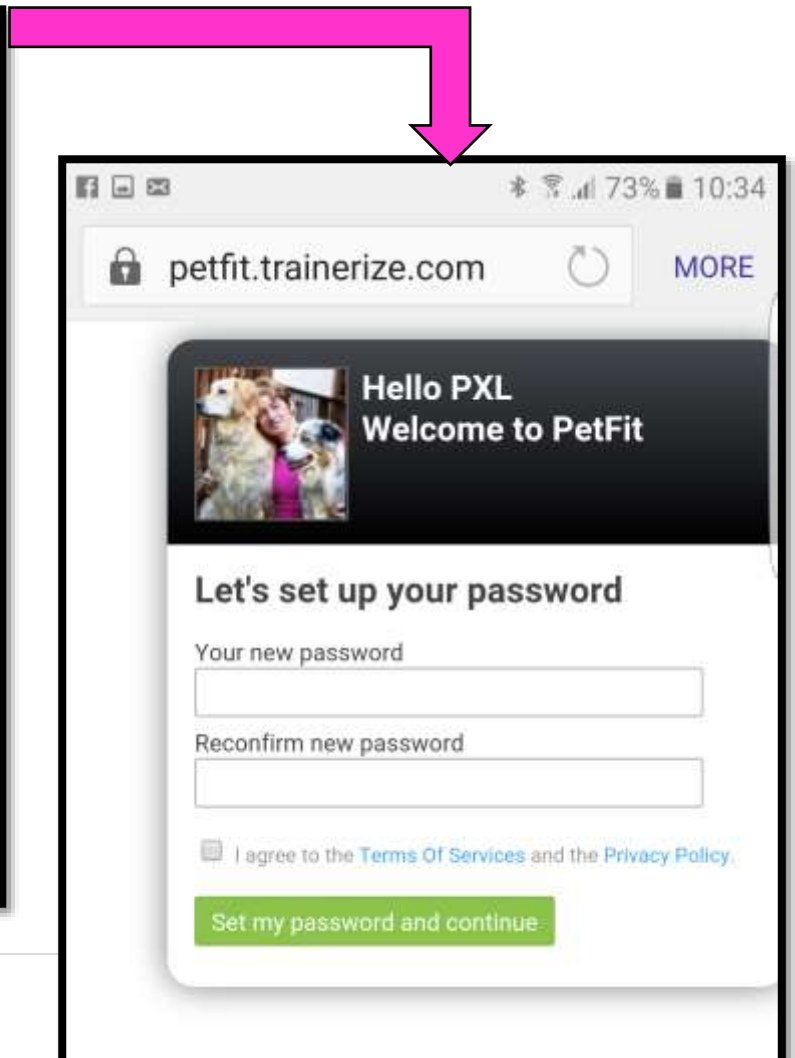 73% 10:34
petfit.trainerize.com MORE
Hello PXL
Welcome to PetFit
Let's set up your password
Your new password
Reconfirm new password
I agree to the Terms Of Services and the Privacy Policy.
Set my password and continue